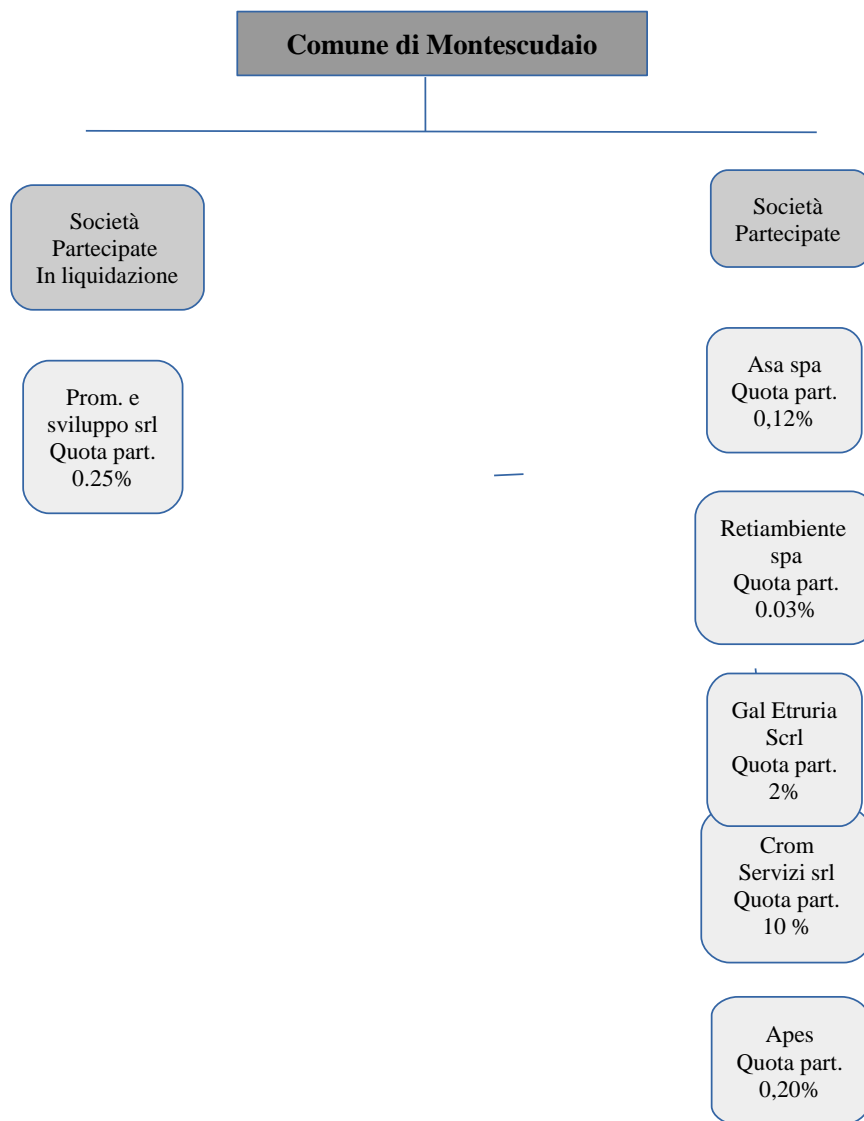 Comune di Montescudaio
Società
Partecipate
In liquidazione
Prom. e
sviluppo srl
Quota part.
0.25%
Società
Partecipate
Asa spa
Quota part.
0,12%
Retiambiente
spa
Quota part.
0.03%
Gal Etruria
Scrl
Quota part.
2%
Crom
Servizi srl
Quota part.
10 %
Apes
Quota part.
0,20%